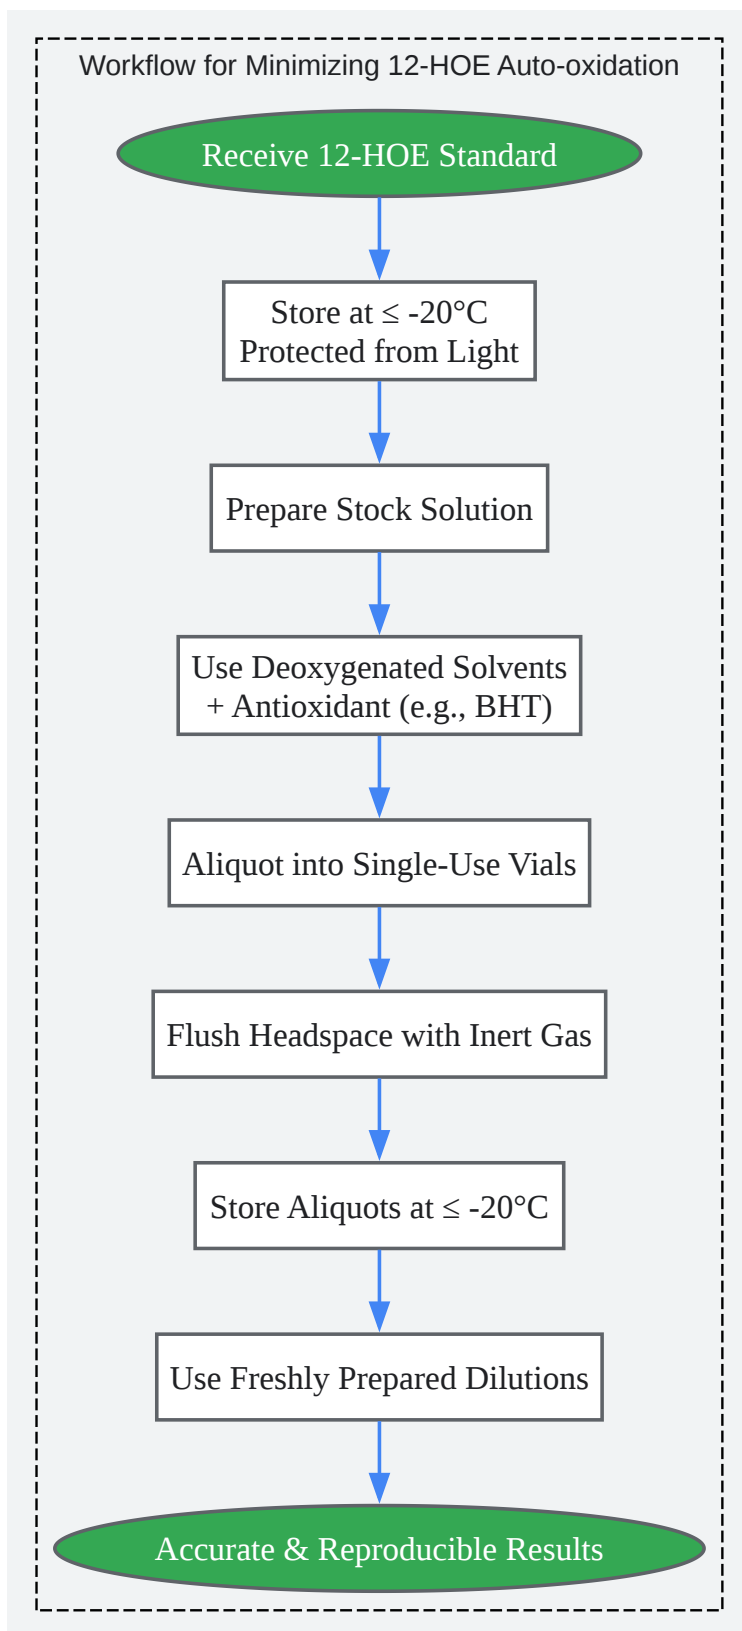 Workflow for Minimizing 12-HOE Auto-oxidation
Receive 12-HOE Standard
Store at ≤ -20°C
Protected from Light
Prepare Stock Solution
Use Deoxygenated Solvents
+ Antioxidant (e.g., BHT)
Aliquot into Single-Use Vials
Flush Headspace with Inert Gas
Store Aliquots at ≤ -20°C
Use Freshly Prepared Dilutions
Accurate & Reproducible Results